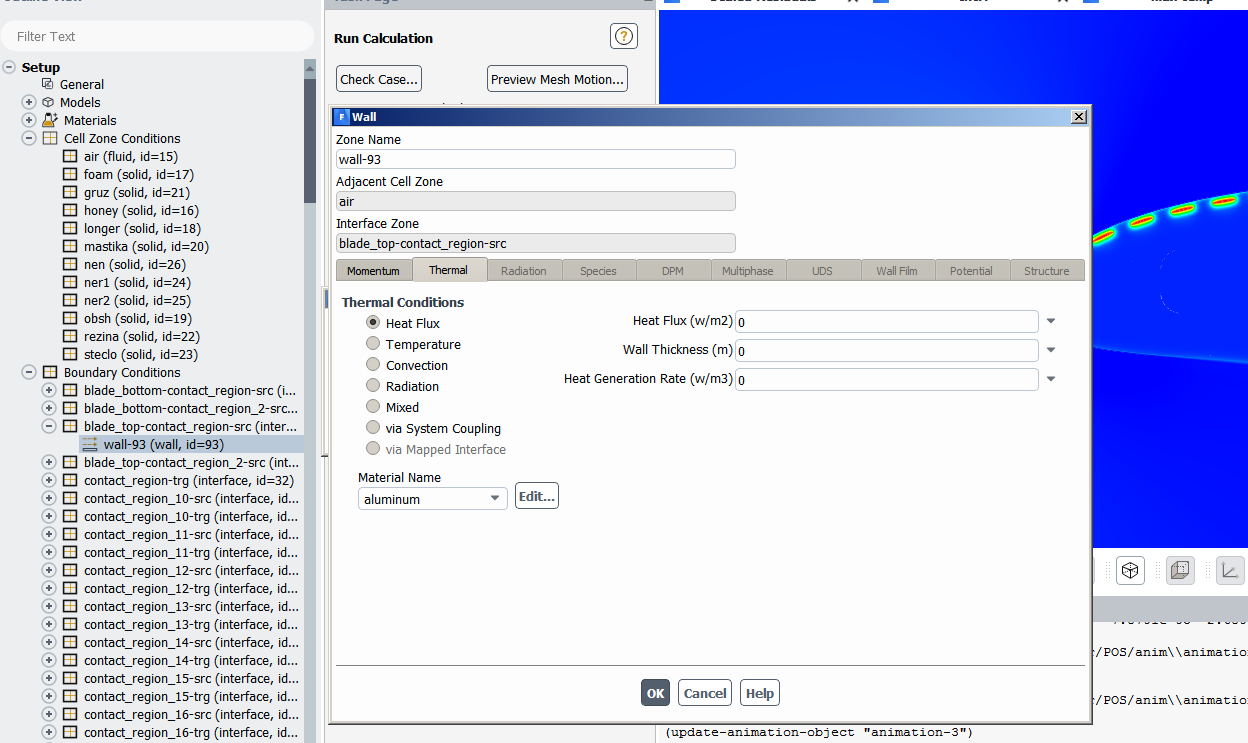 Filter Text
Setup
General
Models
Materials
Cell Zone Conditions
air (fluid, id=15)
foam (solid, id=17)
gruz (solid, id=21)
honey (solid, id=16)
longer (solid, id=18)
mastika (solid, id=20)
nen (solid, id=26)
ner1 (solid, id=24)
ner2 (solid, id=25)
obsh (solid, id=19)
rezina (solid, id=22)
steclo (solid, id=23)
Boundary Conditions
blade_bottom-contact_region-src (i...
blade_bottom-contact_region_2-src...
blade_top-contact_region-src (inter...
wall-93 (wall, id=93)
blade_top-contact_region_2-src (int...
contact_region-trg (interface, id=32)
contact_region_10-src (interface, id...
contact_region_10-trg (interface, id...
contact_region_11-src (interface, id...
contact_region_11-trg (interface, id...
contact_region_12-src (interface, id...
contact_region_12-trg (interface, id...
contact_region_13-src (interface, id...
contact_region_13-trg (interface, id...
contact_region_14-src (interface, id...
contact_region_14-trg (interface, id...
contact_region_15-src (interface, id...
contact_region_15-trg (interface, id...
contact_region_16-src (interface, id...
contact_region_16-trg (interface, id...
Run Calculation
?
Check Case...
Preview Mesh Motion...
F Wall
Zone Name
wall-93
Adjacent Cell Zone
air
Interface Zone
blade_top-contact_region-src
Momentum Thermal Radiation Species DPM Multiphase UDS Wall Film Potential Structure
Thermal Conditions
Heat Flux
Temperature
Convection
Radiation
Mixed
via System Coupling
via Mapped Interface
Heat Flux (w/m2) 0
Wall Thickness (m) 0
Heat Generation Rate (w/m3) 0
Material Name
aluminum
Edit...
OK Cancel Help
/POS/anim\\animation
/POS/anim\\animation
(update-animation-object "animation-3")